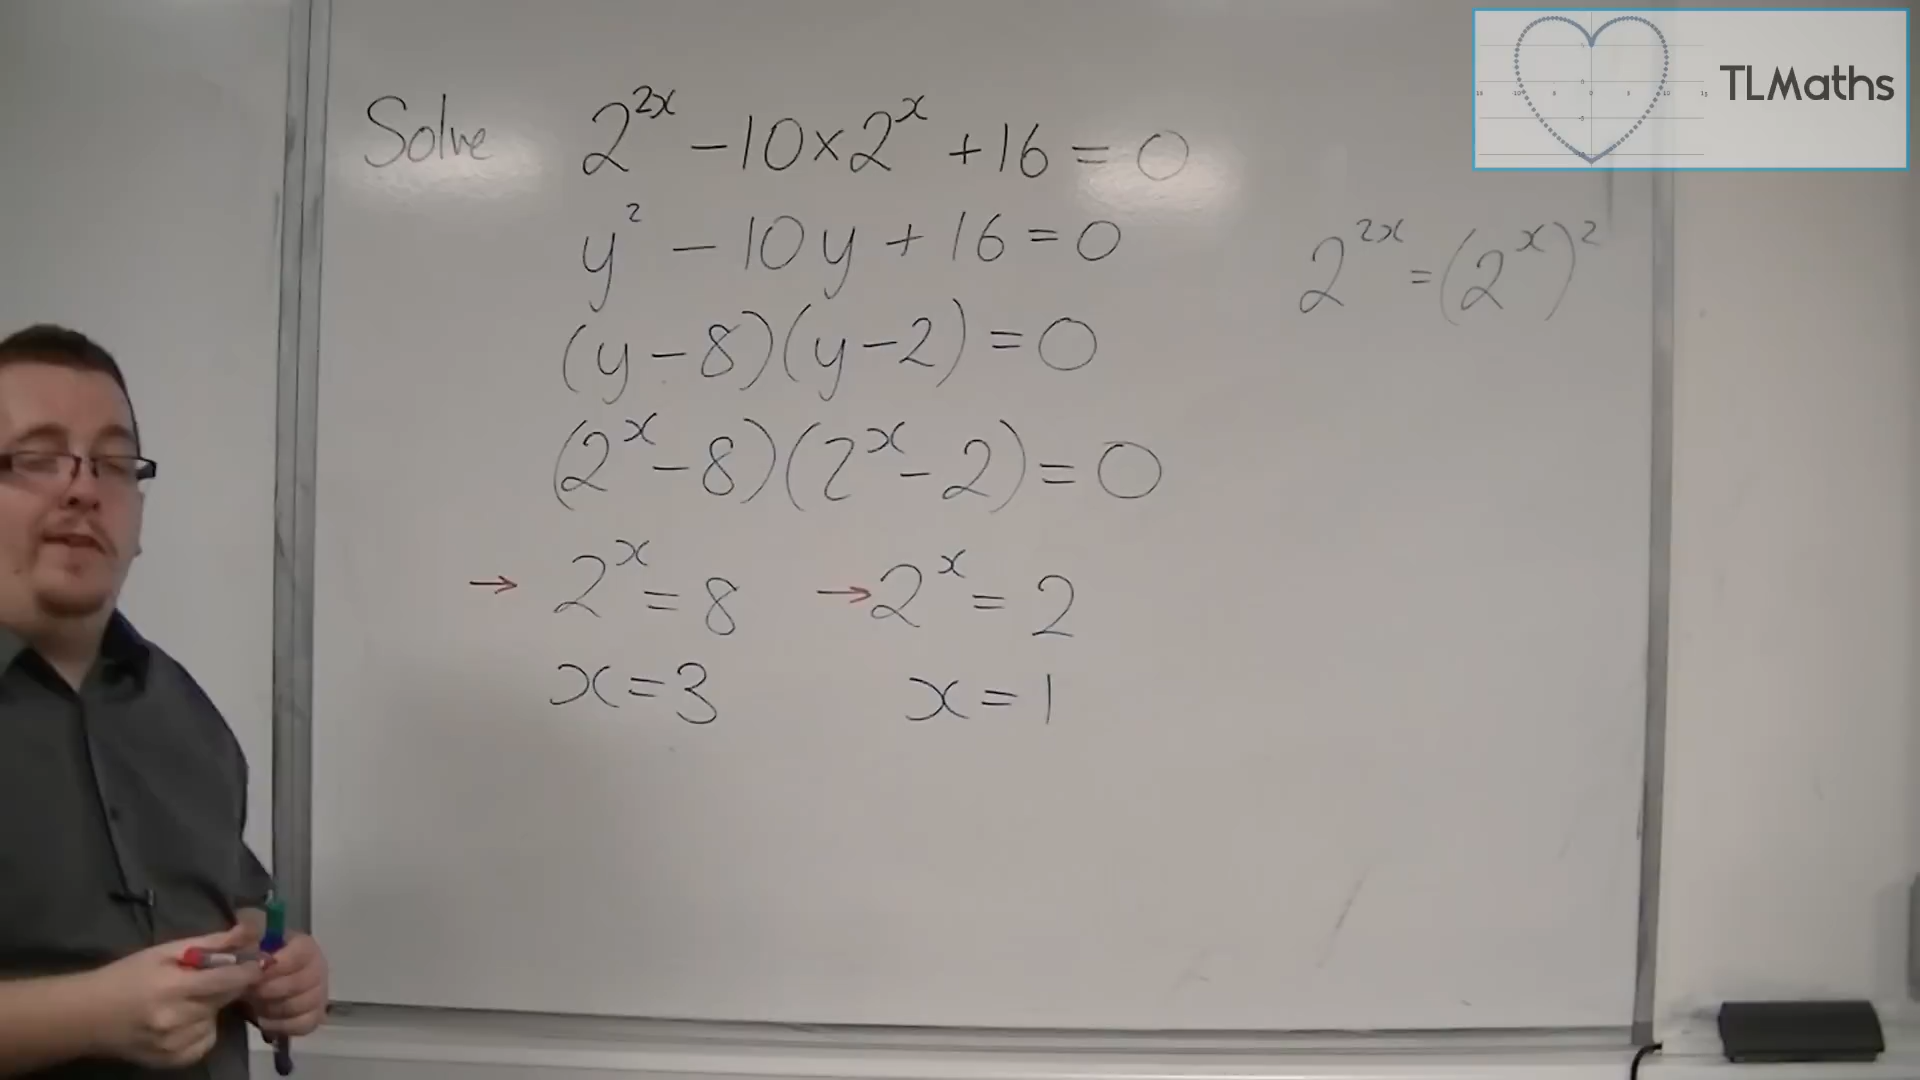 Solve 2^{2x} -10×2^x +16 = 0
y^2 - 10y + 16 = 0
(y-8)(y-2) = 0
(2^x-8)(2^x-2) = 0
→ 2^x = 8 → 2^x = 2
x=3 x=1
2^{2x} = (2^x)^2
TLMaths